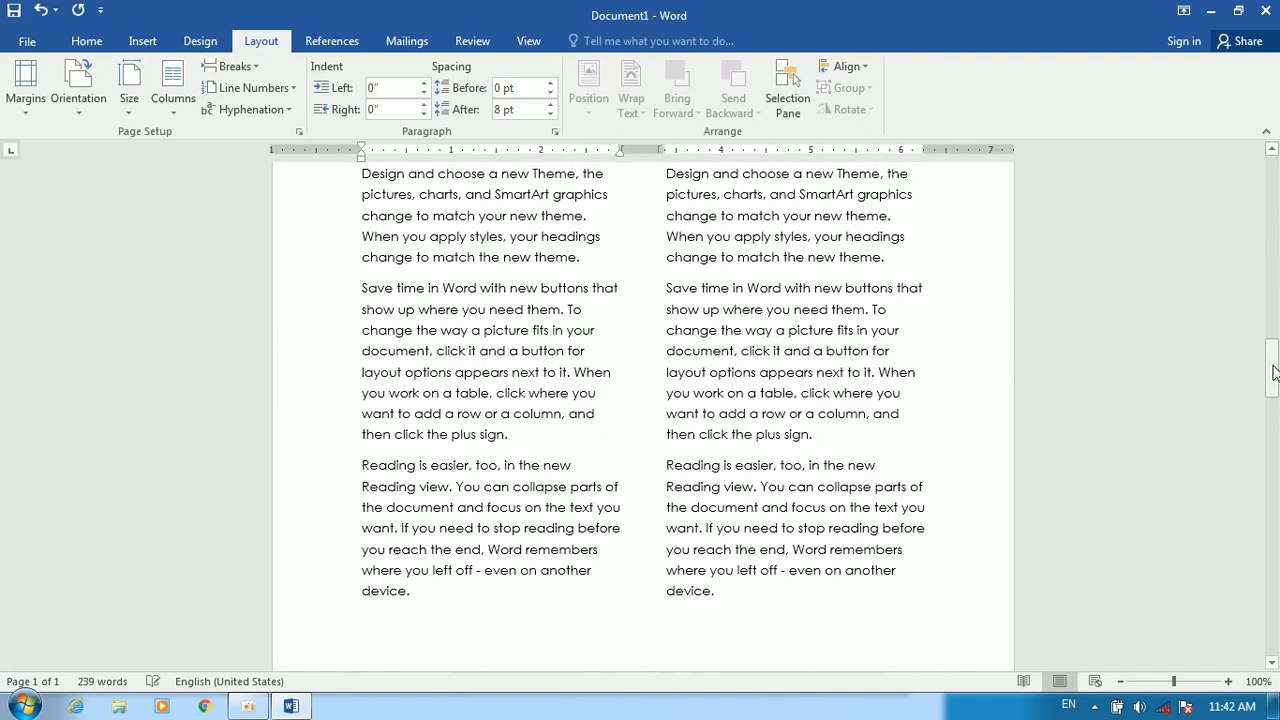 Document1 - Word
Sign in
Share
File
Home
Insert
Design
Layout
References
Mailings
Review
View
Tell me what you want to do...
Margins
Orientation
Size
Columns
Breaks
Line Numbers
Hyphenation
Page Setup
Indent
Left: 0"
Right: 0"
Spacing
Before: 0 pt
After: 8 pt
Paragraph
Position
Wrap Text
Bring Forward
Send Backward
Selection Pane
Align
Group
Rotate
Arrange
1 1 2 4 5 6 7
Design and choose a new Theme, the
pictures, charts, and SmartArt graphics
change to match your new theme.
When you apply styles, your headings
change to match the new theme.
Save time in Word with new buttons that
show up where you need them. To
change the way a picture fits in your
document, click it and a button for
layout options appears next to it. When
you work on a table, click where you
want to add a row or a column, and
then click the plus sign.
Reading is easier, too, in the new
Reading view. You can collapse parts of
the document and focus on the text you
want. If you need to stop reading before
you reach the end, Word remembers
where you left off - even on another
device.
Design and choose a new Theme, the
pictures, charts, and SmartArt graphics
change to match your new theme.
When you apply styles, your headings
change to match the new theme.
Save time in Word with new buttons that
show up where you need them. To
change the way a picture fits in your
document, click it and a button for
layout options appears next to it. When
you work on a table, click where you
want to add a row or a column, and
then click the plus sign.
Reading is easier, too, in the new
Reading view. You can collapse parts of
the document and focus on the text you
want. If you need to stop reading before
you reach the end, Word remembers
where you left off - even on another
device.
Page 1 of 1
239 words
English (United States)
100%
EN
11:42 AM